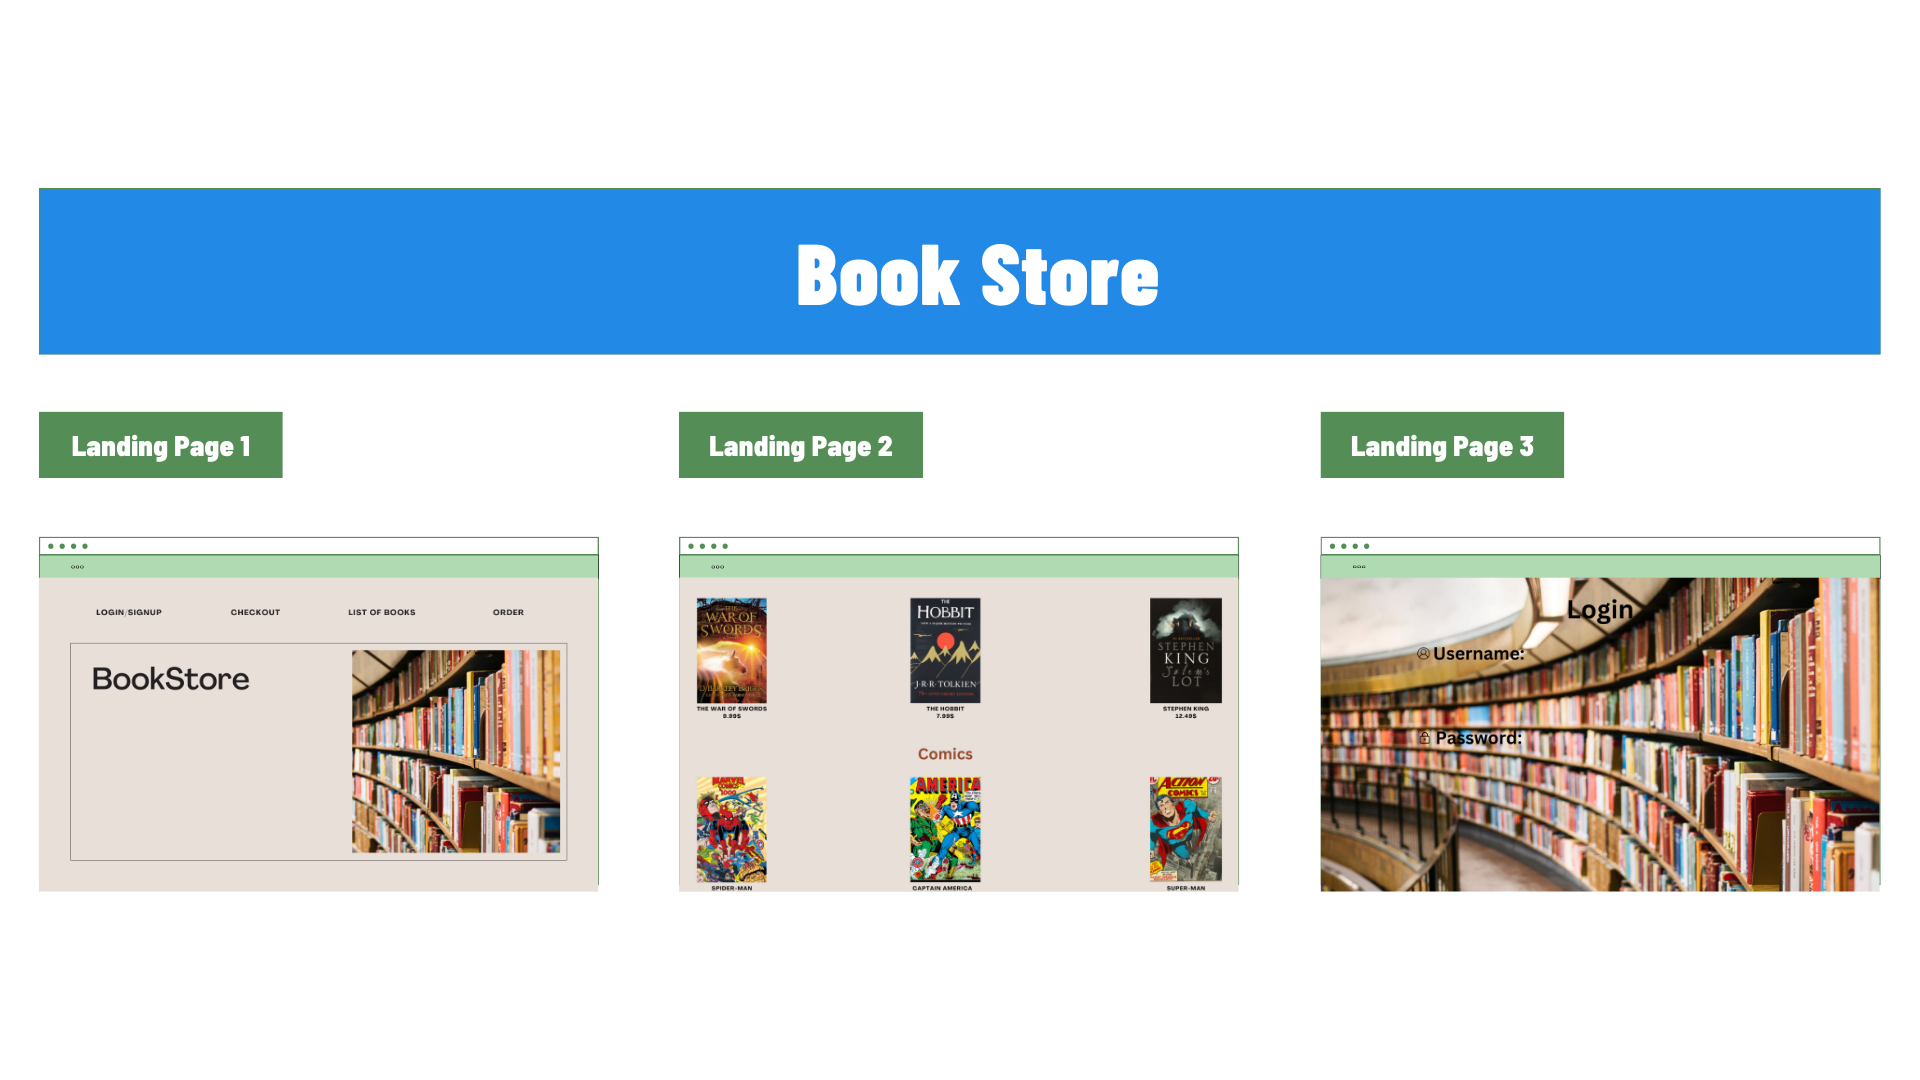 Book Store
Landing Page 1
Landing Page 2
Landing Page 3
LOGIN/SIGNUP
CHECKOUT
LIST OF BOOKS
ORDER
BookStore
THE
WAR OF
SWORDS
THE WAR OF SWORDS
9.99$
THE
HOBBIT
J·R·R·TOLKIEN
THE HOBBIT
7.99$
STEPHEN
KING
Salem's
LOT
STEPHEN KING
12.49$
Comics
MARVEL
COMICS
1000
SPIDER-MAN
AMERICA
CAPTAIN AMERICA
ACTION
COMICS
SUPER-MAN
Login
Username:
Password: